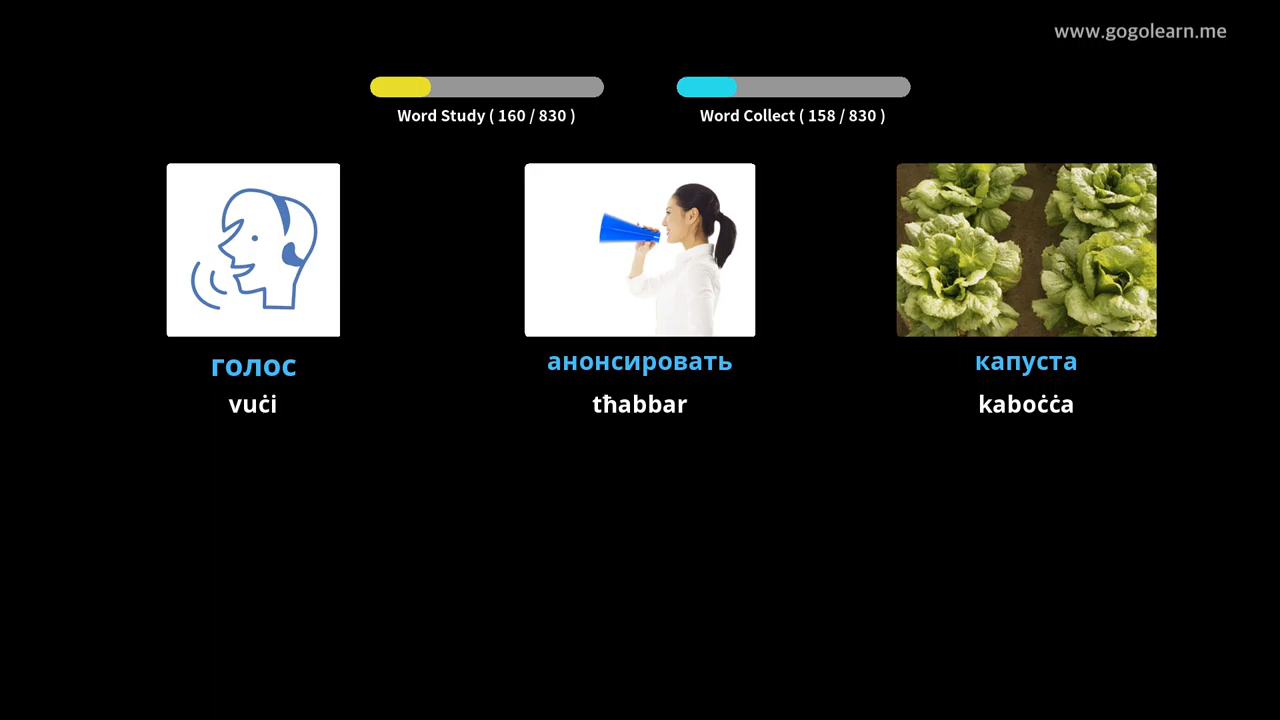 www.gogolearn.me
Word Study ( 160 / 830 )
Word Collect ( 158 / 830 )
голос
анонсировать
капуста
vuċi
tħabbar
kaboċċa